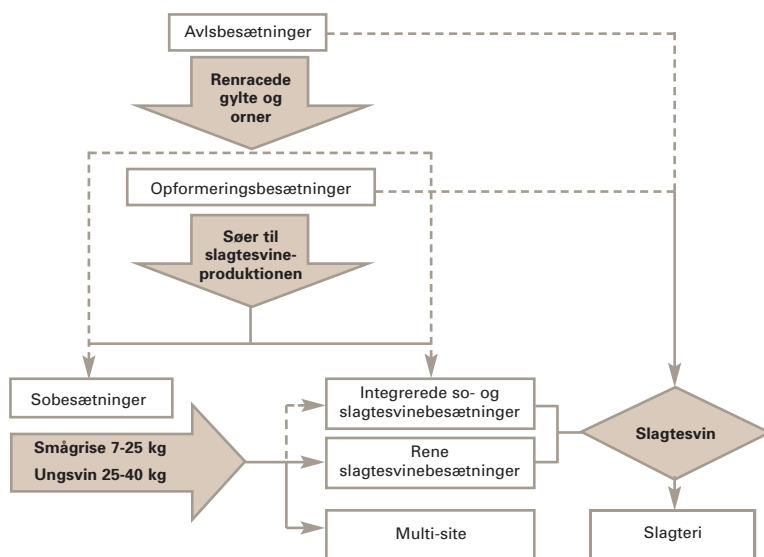 Avlsbesætninger
Renracede
gylte og
orner
Opformeringsbesætninger
Søer til
slagtesvine-
produktionen
Sobesætninger
Integrerede so- og
slagtesvinebesætninger
Smågrise 7-25 kg
Ungsvin 25-40 kg
Rene
slagtesvinebesætninger
Slagtesvin
Multi-site
Slagteri